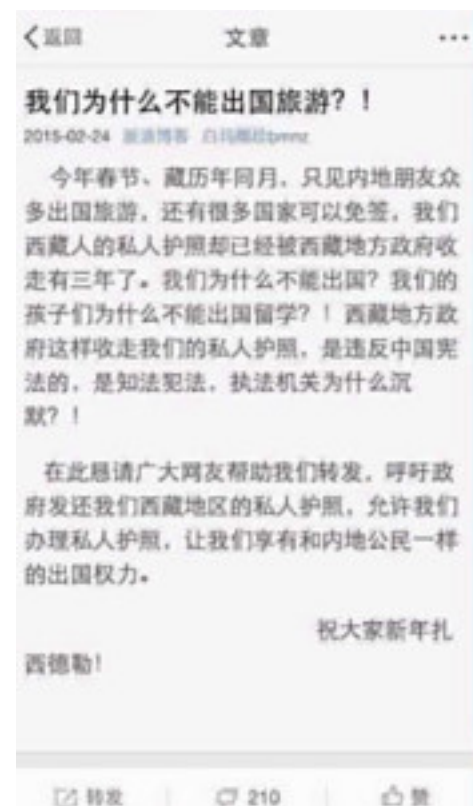 返回 文章
我们为什么不能出国旅游？！
2015-02-24 新浪博客
今年春节、藏历年同月，只见内地朋友众
多出国旅游，还有很多国家可以免签，我们
西藏人的私人护照却已经被西藏地方政府收
走有三年了。我们为什么不能出国？我们的
孩子们为什么不能出国留学？！西藏地方政
府这样收走我们的私人护照，是违反中国宪
法的，是知法犯法，执法机关为什么沉
默？！
在此恳请广大网友帮助我们转发，呼吁政
府发还我们西藏地区的私人护照，允许我们
办理私人护照，让我们享有和内地公民一样
的出国权力。
祝大家新年扎
西德勒！
转发 210 赞